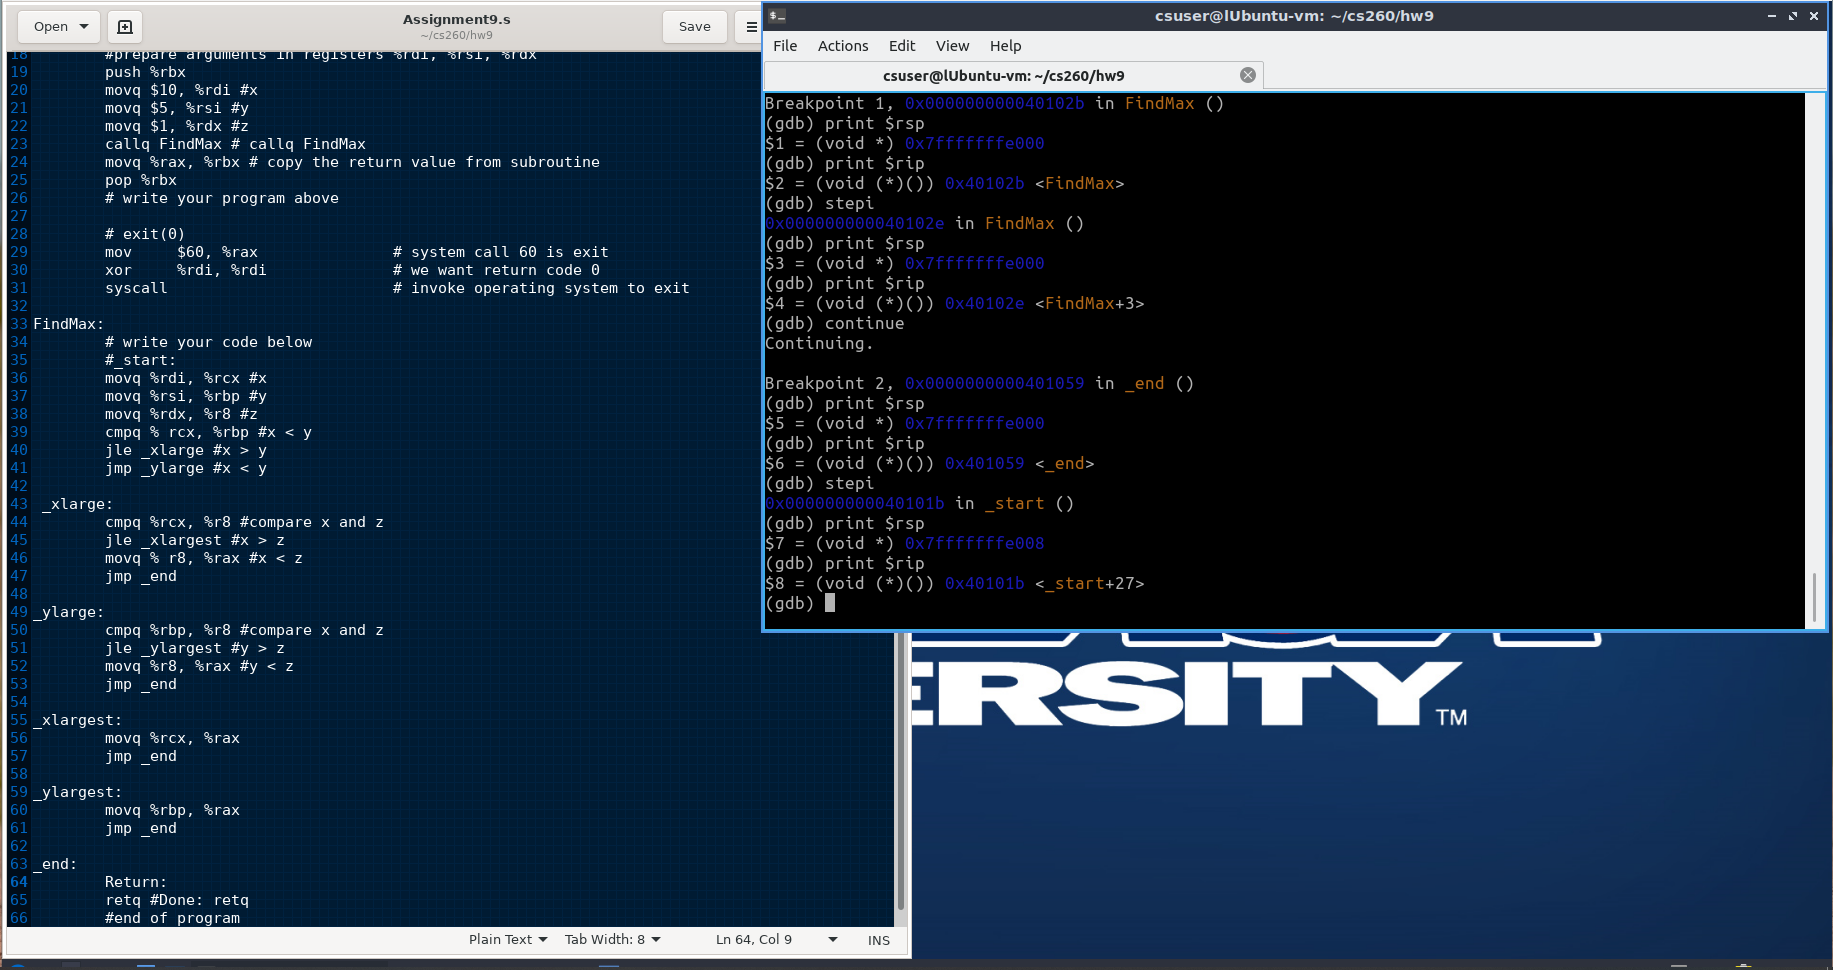 Open
Assignment9.s
~/cs260/hw9
Save
18 #prepare arguments in registers %rdi, %rsi, %rdx
19 push %rbx
20 movq $10, %rdi #x
21 movq $5, %rsi #y
22 movq $1, %rdx #z
23 callq FindMax # callq FindMax
24 movq %rax, %rbx # copy the return value from subroutine
25 pop %rbx
26 # write your program above
27
28 # exit(0)
29 mov $60, %rax # system call 60 is exit
30 xor %rdi, %rdi # we want return code 0
31 syscall # invoke operating system to exit
32
33 FindMax:
34 # write your code below
35 #_start:
36 movq %rdi, %rcx #x
37 movq %rsi, %rbp #y
38 movq %rdx, %r8 #z
39 cmpq % rcx, %rbp #x < y
40 jle _xlarge #x > y
41 jmp _ylarge #x < y
42
43 _xlarge:
44 cmpq %rcx, %r8 #compare x and z
45 jle _xlargest #x > z
46 movq % r8, %rax #x < z
47 jmp _end
48
49 _ylarge:
50 cmpq %rbp, %r8 #compare x and z
51 jle _ylargest #y > z
52 movq %r8, %rax #y < z
53 jmp _end
54
55 _xlargest:
56 movq %rcx, %rax
57 jmp _end
58
59 _ylargest:
60 movq %rbp, %rax
61 jmp _end
62
63 _end:
64 Return:
65 retq #Done: retq
66 #end of program
Plain Text Tab Width: 8 Ln 64, Col 9 INS
csuser@lUbuntu-vm: ~/cs260/hw9
File Actions Edit View Help
csuser@lUbuntu-vm: ~/cs260/hw9
Breakpoint 1, 0x000000000040102b in FindMax ()
(gdb) print $rsp
$1 = (void *) 0x7fffffffe000
(gdb) print $rip
$2 = (void (*)()) 0x40102b <FindMax>
(gdb) stepi
0x000000000040102e in FindMax ()
(gdb) print $rsp
$3 = (void *) 0x7fffffffe000
(gdb) print $rip
$4 = (void (*)()) 0x40102e <FindMax+3>
(gdb) continue
Continuing.
Breakpoint 2, 0x0000000000401059 in _end ()
(gdb) print $rsp
$5 = (void *) 0x7fffffffe000
(gdb) print $rip
$6 = (void (*)()) 0x401059 <_end>
(gdb) stepi
0x000000000040101b in _start ()
(gdb) print $rsp
$7 = (void *) 0x7fffffffe008
(gdb) print $rip
$8 = (void (*)()) 0x40101b <_start+27>
(gdb)
ERSITY™